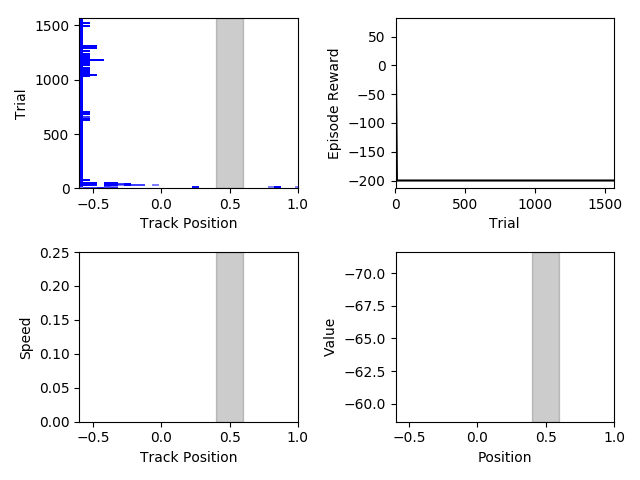 1500
1000
500
0
Trial
−0.5 0.0 0.5 1.0
Track Position
50
0
−50
−100
−150
−200
Episode Reward
0 500 1000 1500
Trial
0.25
0.20
0.15
0.10
0.05
0.00
Speed
−0.5 0.0 0.5 1.0
Track Position
−70.0
−67.5
−65.0
−62.5
−60.0
Value
−0.5 0.0 0.5 1.0
Position